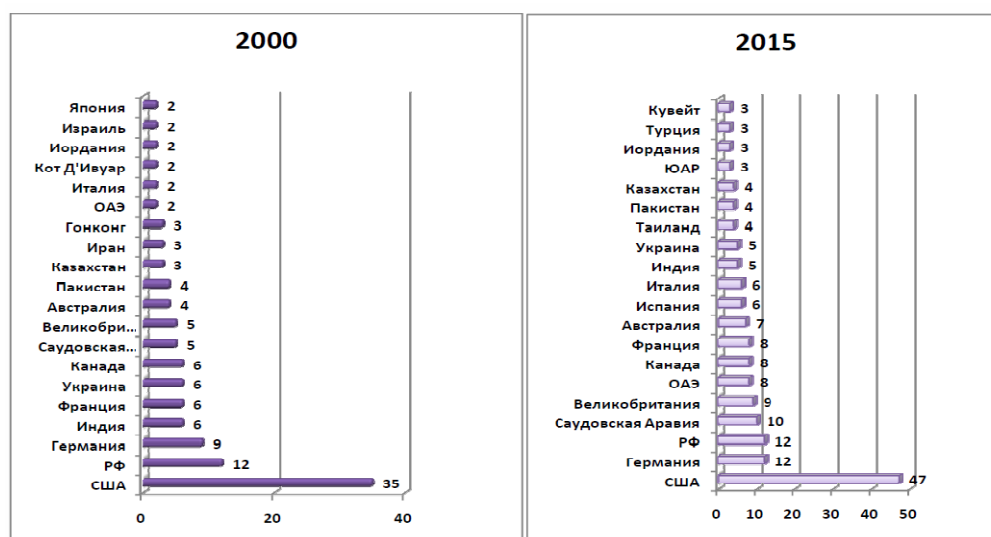 2000
Япония 2
Израиль 2
Иордания 2
Кот Д'Ивуар 2
Италия 2
ОАЭ 2
Гонконг 3
Иран 3
Казахстан 3
Пакистан 4
Австралия 4
Великобри... 5
Саудовская... 5
Канада 6
Украина 6
Франция 6
Индия 6
Германия 9
РФ 12
США 35
0 20 40
2015
Кувейт 3
Турция 3
Иордания 3
ЮАР 3
Казахстан 4
Пакистан 4
Таиланд 4
Украина 5
Индия 5
Италия 6
Испания 6
Австралия 7
Франция 8
Канада 8
ОАЭ 8
Великобритания 9
Саудовская Аравия 10
РФ 12
Германия 12
США 47
0 10 20 30 40 50